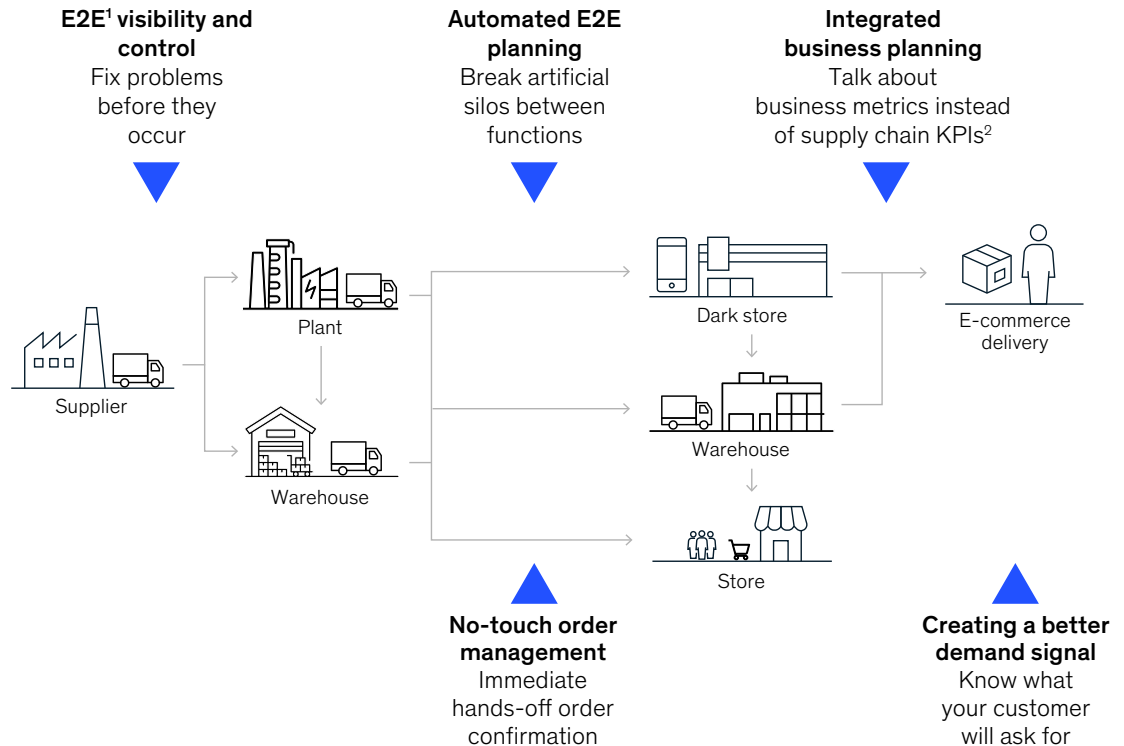 E2E¹ visibility and
control
Fix problems
before they
occur
Automated E2E
planning
Break artificial
silos between
functions
Integrated
business planning
Talk about
business metrics instead
of supply chain KPIs²
Supplier
Plant
Warehouse
Dark store
Warehouse
Store
E-commerce
delivery
No-touch order
management
Immediate
hands-off order
confirmation
Creating a better
demand signal
Know what
your customer
will ask for